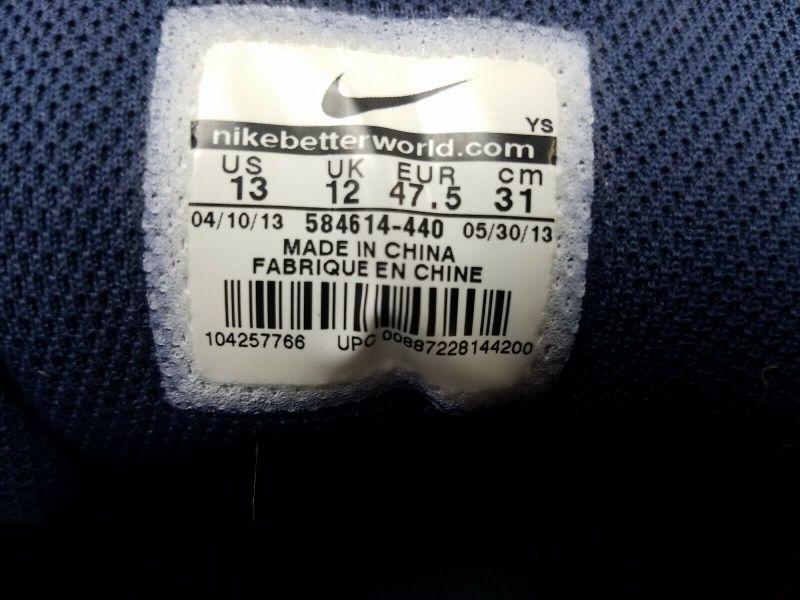 YS
nikebetterworld.com
US UK EUR cm
13 12 47.5 31
04/10/13 584614-440 05/30/13
MADE IN CHINA
FABRIQUE EN CHINE
104257766 UPC 00887228144200